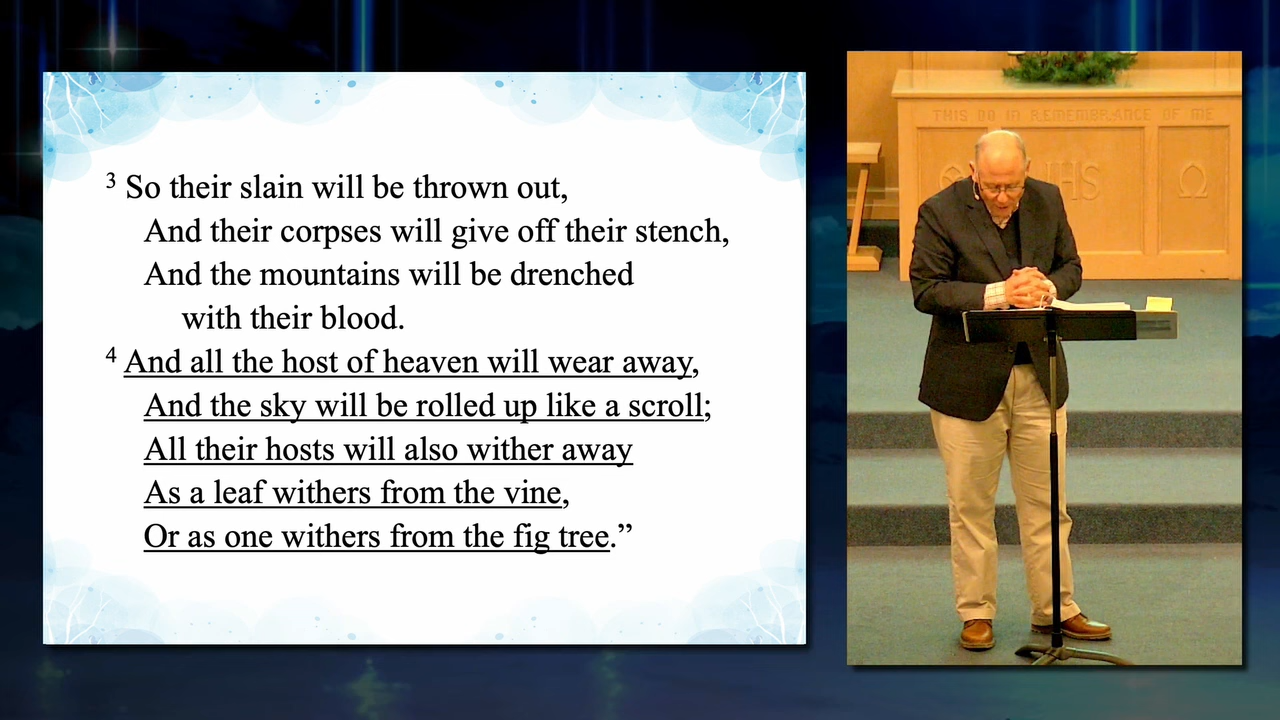 3 So their slain will be thrown out,
And their corpses will give off their stench,
And the mountains will be drenched
with their blood.
4 And all the host of heaven will wear away,
And the sky will be rolled up like a scroll;
All their hosts will also wither away
As a leaf withers from the vine,
Or as one withers from the fig tree.”
THIS DO IN REMEMBRANCE OF ME
IHS Ω